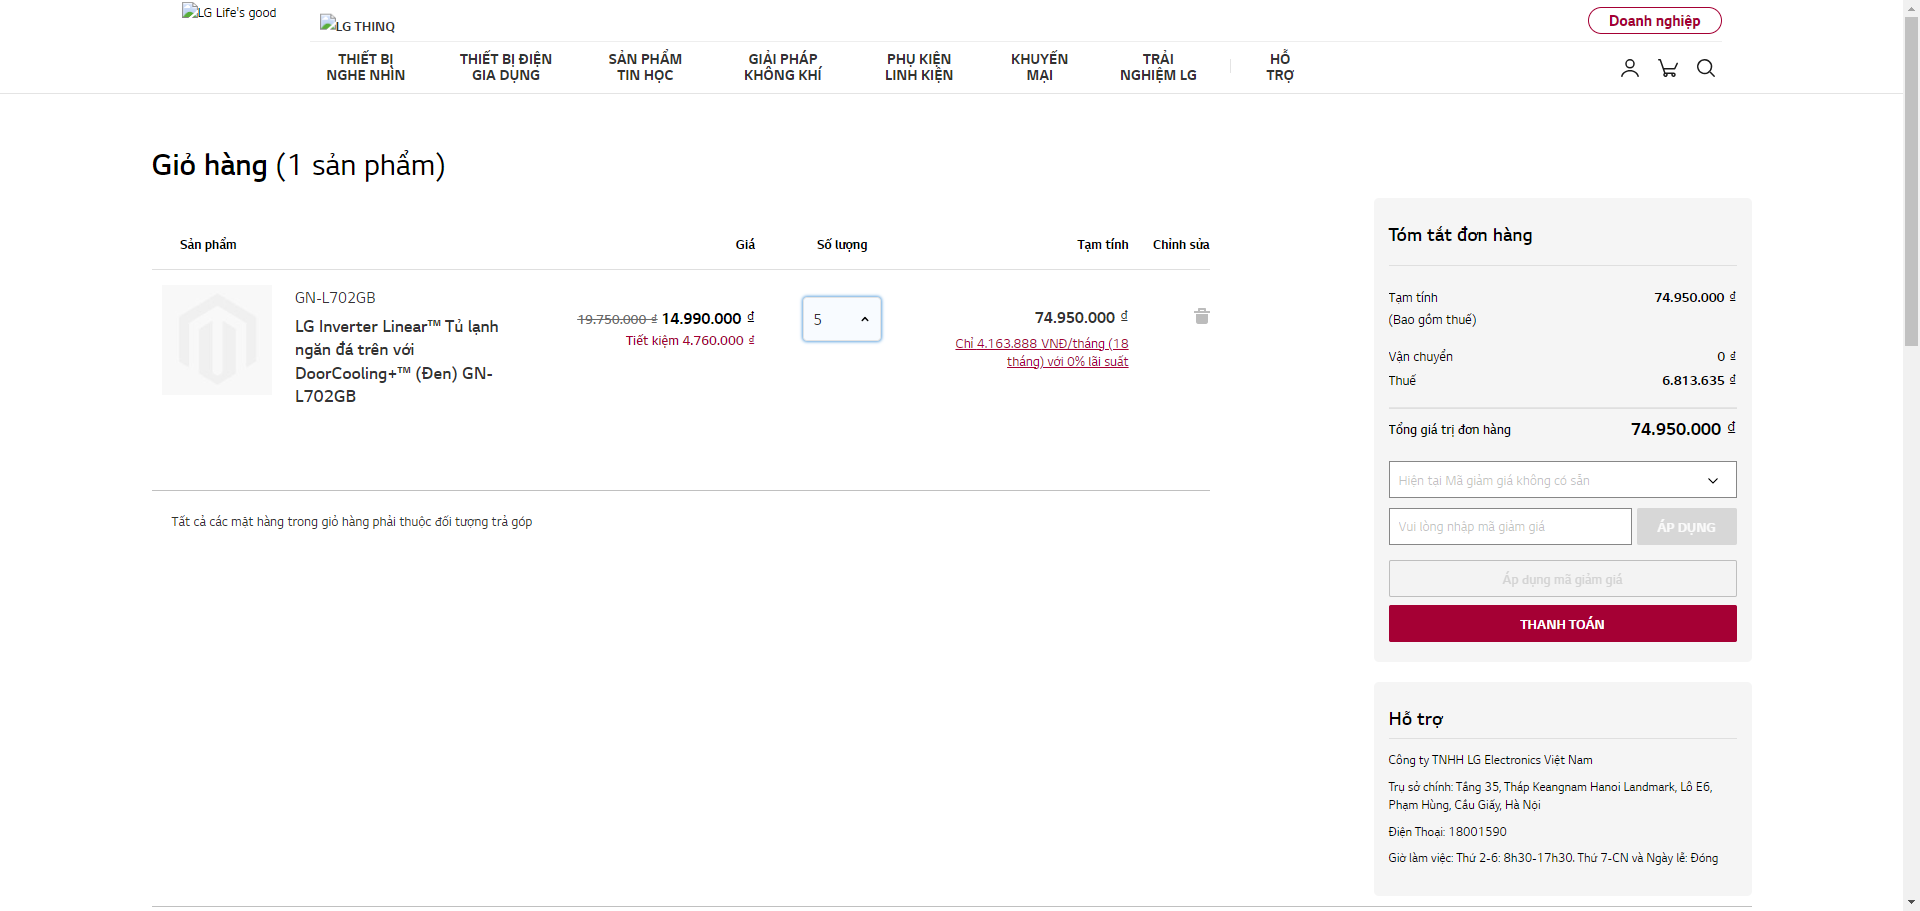 LG Life's good
LG THINQ
Doanh nghiệp
THIẾT BỊ
NGHE NHÌN
THIẾT BỊ ĐIỆN
GIA DỤNG
SẢN PHẨM
TIN HỌC
GIẢI PHÁP
KHÔNG KHÍ
PHỤ KIỆN
LINH KIỆN
KHUYẾN
MẠI
TRẢI
NGHIỆM LG
HỖ
TRỢ
Giỏ hàng (1 sản phẩm)
Sản phẩm
Giá
Số lượng
Tạm tính
Chỉnh sửa
GN-L702GB
LG Inverter Linear™ Tủ lạnh
ngăn đá trên với
DoorCooling+™ (Đen) GN-
L702GB
19.750.000 ₫ 14.990.000 ₫
Tiết kiệm 4.760.000 ₫
5
74.950.000 ₫
Chỉ 4.163.888 VNĐ/tháng (18
tháng) với 0% lãi suất
Tất cả các mặt hàng trong giỏ hàng phải thuộc đối tượng trả góp
Tóm tắt đơn hàng
Tạm tính
74.950.000 ₫
(Bao gồm thuế)
Vận chuyển
0 ₫
Thuế
6.813.635 ₫
Tổng giá trị đơn hàng
74.950.000 ₫
Hiện tại Mã giảm giá không có sẵn
Vui lòng nhập mã giảm giá
ÁP DỤNG
Áp dụng mã giảm giá
THANH TOÁN
Hỗ trợ
Công ty TNHH LG Electronics Việt Nam
Trụ sở chính: Tầng 35, Tháp Keangnam Hanoi Landmark, Lô E6,
Phạm Hùng, Cầu Giấy, Hà Nội
Điện Thoại: 18001590
Giờ làm việc: Thứ 2-6: 8h30-17h30. Thứ 7-CN và Ngày lễ: Đóng